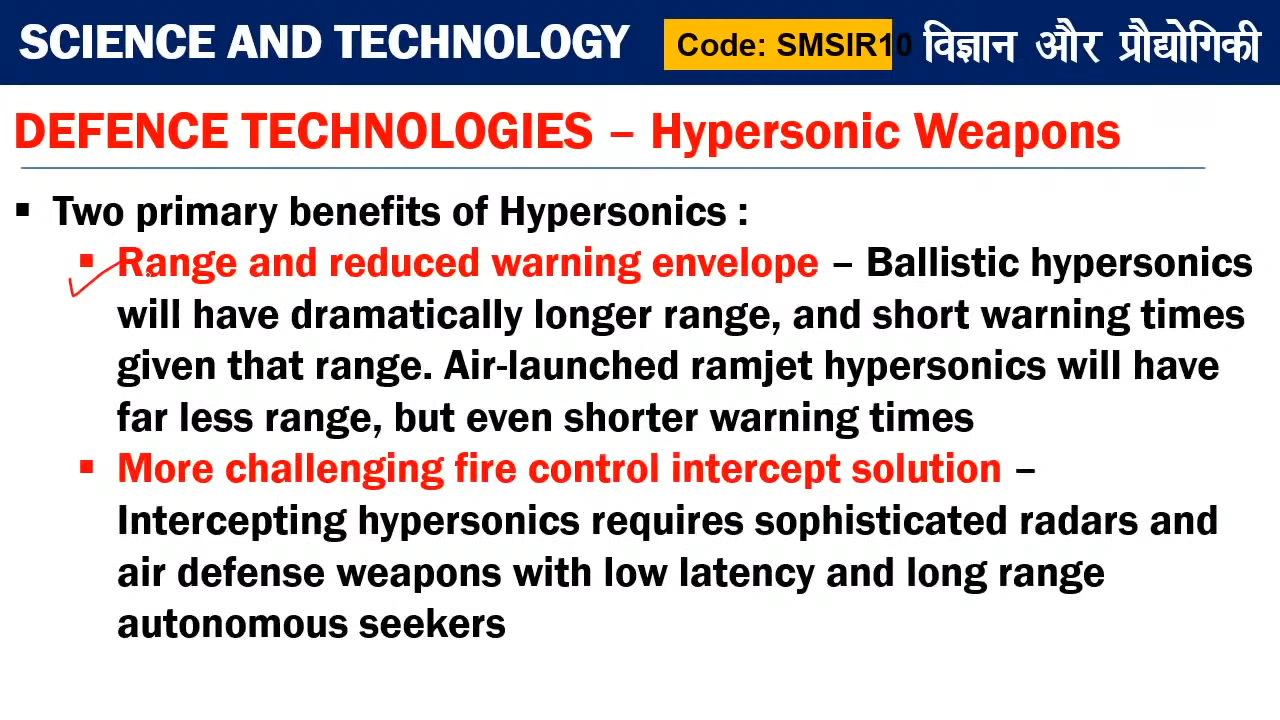 SCIENCE AND TECHNOLOGY Code: SMSIR10 विज्ञान और प्रौद्योगिकी
DEFENCE TECHNOLOGIES – Hypersonic Weapons
▪ Two primary benefits of Hypersonics :
▪ Range and reduced warning envelope – Ballistic hypersonics
will have dramatically longer range, and short warning times
given that range. Air-launched ramjet hypersonics will have
far less range, but even shorter warning times
▪ More challenging fire control intercept solution –
Intercepting hypersonics requires sophisticated radars and
air defense weapons with low latency and long range
autonomous seekers